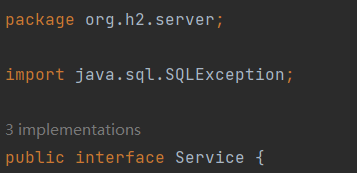 package org.h2.server;
import java.sql.SQLException;
3 implementations
public interface Service {